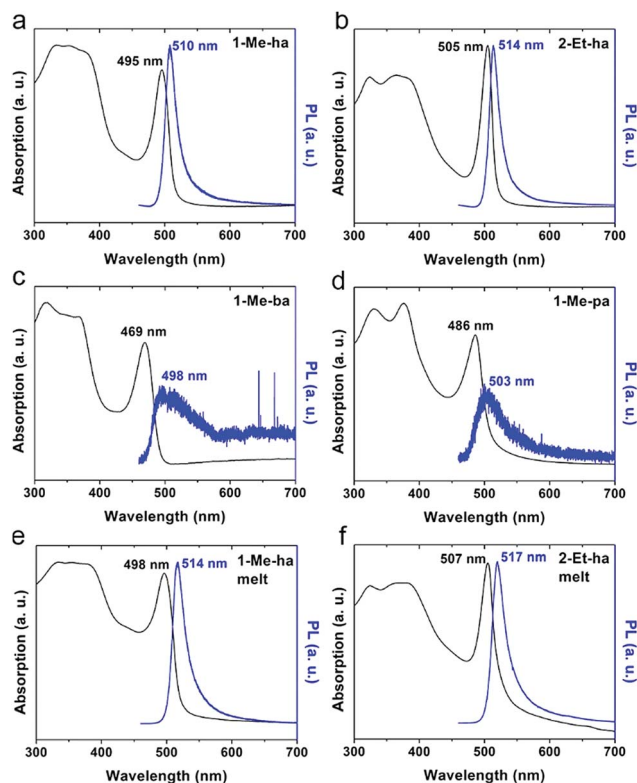 a
1-Me-ha
495 nm
510 nm
Absorption (a. u.)
PL (a. u.)
300 400 500 600 700
Wavelength (nm)
b
2-Et-ha
505 nm
514 nm
Absorption (a. u.)
PL (a. u.)
300 400 500 600 700
Wavelength (nm)
c
1-Me-ba
469 nm
498 nm
Absorption (a. u.)
PL (a. u.)
300 400 500 600 700
Wavelength (nm)
d
1-Me-pa
486 nm
503 nm
Absorption (a. u.)
PL (a. u.)
300 400 500 600 700
Wavelength (nm)
e
1-Me-ha
melt
498 nm
514 nm
Absorption (a. u.)
PL (a. u.)
300 400 500 600 700
Wavelength (nm)
f
2-Et-ha
melt
507 nm
517 nm
Absorption (a. u.)
PL (a. u.)
300 400 500 600 700
Wavelength (nm)